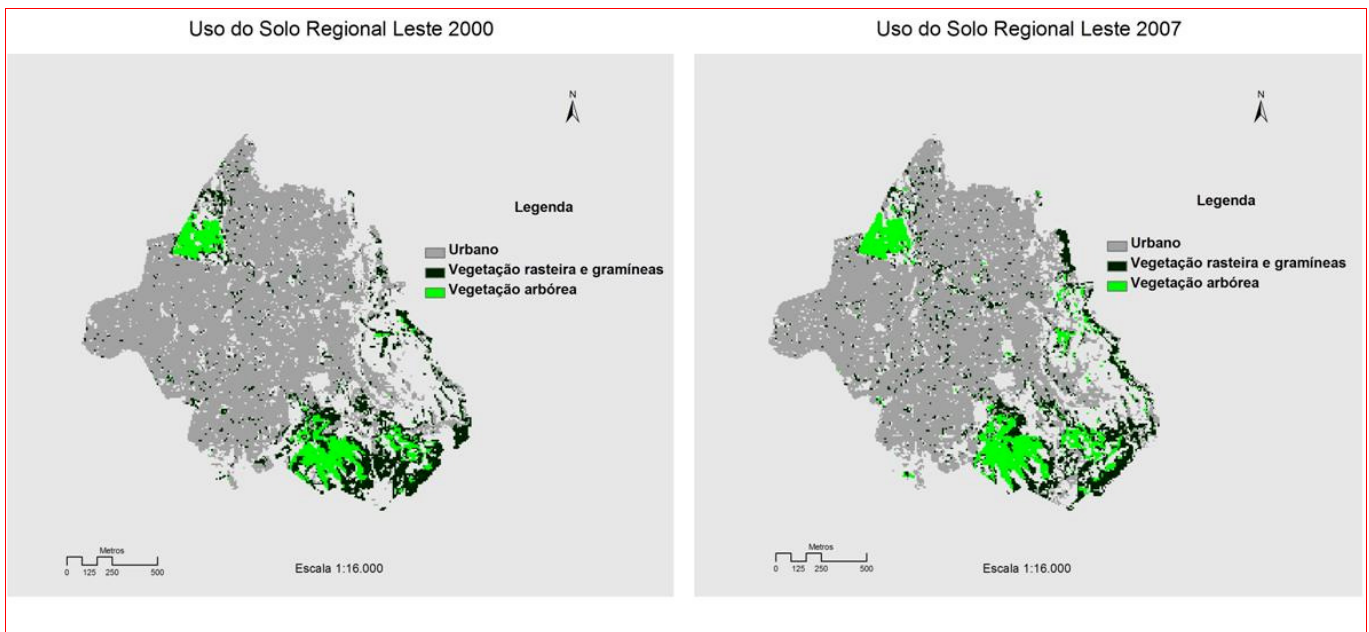 Uso do Solo Regional Leste 2000
N
Legenda
Urbano
Vegetação rasteira e gramíneas
Vegetação arbórea
Metros
0 125 250 500
Escala 1:16.000
Uso do Solo Regional Leste 2007
N
Legenda
Urbano
Vegetação rasteira e gramíneas
Vegetação arbórea
Metros
0 125 250 500
Escala 1:16.000